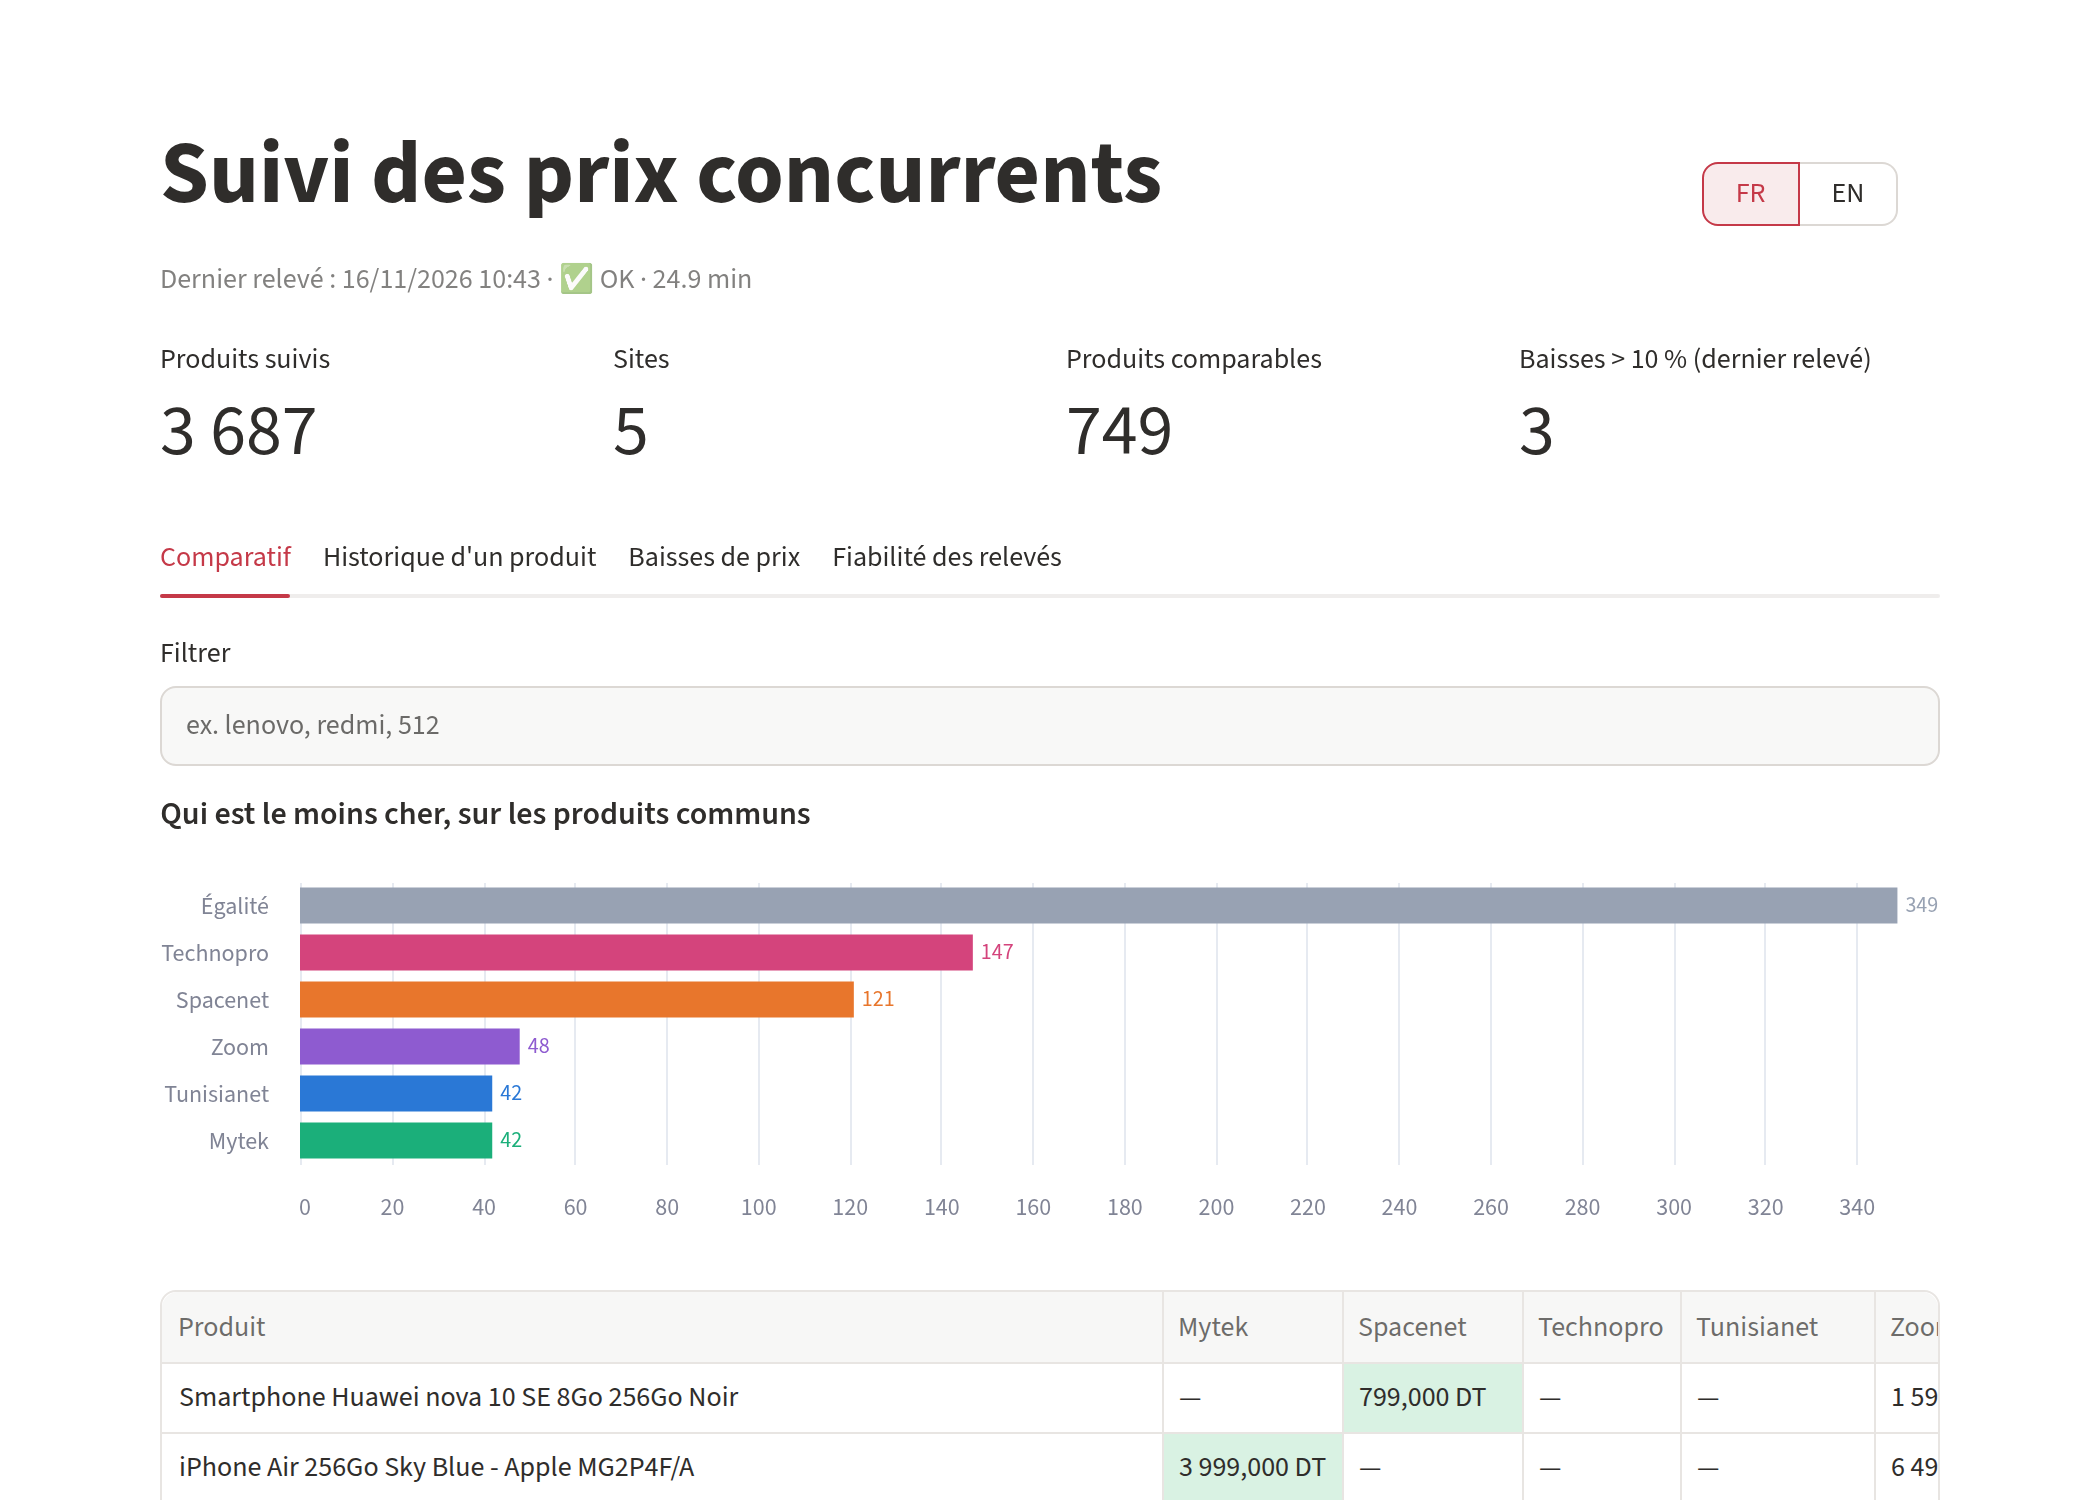 Suivi des prix concurrents
FR EN
Dernier relevé : 16/11/2026 10:43 · ✅ OK · 24.9 min
Produits suivis Sites Produits comparables Baisses > 10 % (dernier relevé)
3 687 5 749 3
Comparatif Historique d'un produit Baisses de prix Fiabilité des relevés
Filtrer
ex. lenovo, redmi, 512
Qui est le moins cher, sur les produits communs
Égalité 349
Technopro 147
Spacenet 121
Zoom 48
Tunisianet 42
Mytek 42
0 20 40 60 80 100 120 140 160 180 200 220 240 260 280 300 320 340
Produit Mytek Spacenet Technopro Tunisianet
Smartphone Huawei nova 10 SE 8Go 256Go Noir — 799,000 DT — — 1 59
iPhone Air 256Go Sky Blue - Apple MG2P4F/A 3 999,000 DT — — — 6 49